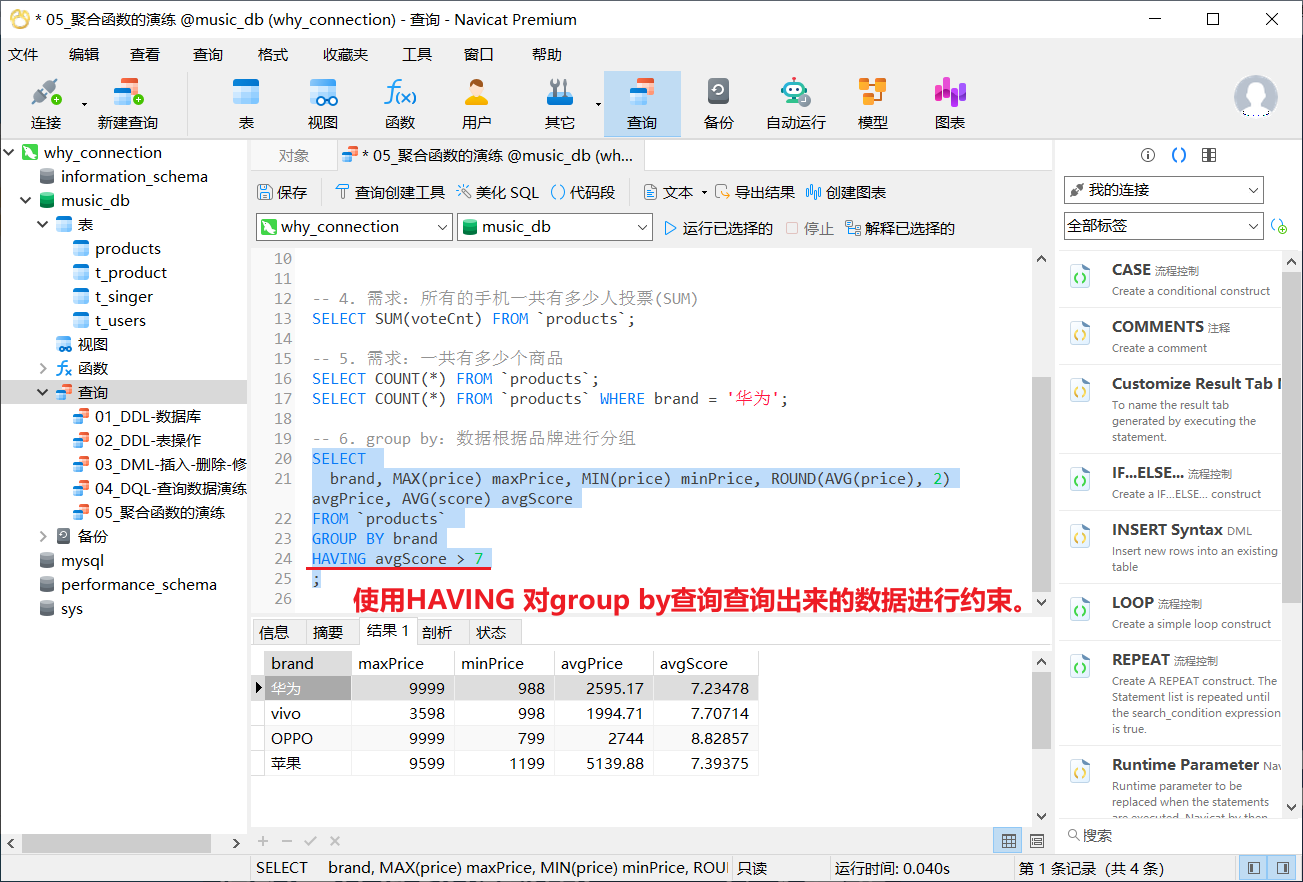 * 05_聚合函数的演练 @music_db (why_connection) - 查询 - Navicat Premium
文件 编辑 查看 查询 格式 收藏夹 工具 窗口 帮助
连接 新建查询 表 视图 函数 用户 其它 查询 备份 自动运行 模型 图表
why_connection
information_schema
music_db
表
products
t_product
t_singer
t_users
视图
函数
查询
01_DDL-数据库
02_DDL-表操作
03_DML-插入-删除-修
04_DQL-查询数据演练
05_聚合函数的演练
备份
mysql
performance_schema
sys
对象 * 05_聚合函数的演练 @music_db (wh...
保存 查询创建工具 美化 SQL () 代码段 文本 导出结果 创建图表
why_connection music_db 运行已选择的 停止 解释已选择的
10
11
12 -- 4. 需求：所有的手机一共有多少人投票(SUM)
13 SELECT SUM(voteCnt) FROM `products`;
14
15 -- 5. 需求：一共有多少个商品
16 SELECT COUNT(*) FROM `products`;
17 SELECT COUNT(*) FROM `products` WHERE brand = '华为';
18
19 -- 6. group by：数据根据品牌进行分组
20 SELECT
21 brand, MAX(price) maxPrice, MIN(price) minPrice, ROUND(AVG(price), 2)
avgPrice, AVG(score) avgScore
22 FROM `products`
23 GROUP BY brand
24 HAVING avgScore > 7
25 ;
26
使用HAVING 对group by查询查询出来的数据进行约束。
信息 摘要 结果 1 剖析 状态
brand maxPrice minPrice avgPrice avgScore
华为 9999 988 2595.17 7.23478
vivo 3598 998 1994.71 7.70714
OPPO 9999 799 2744 8.82857
苹果 9599 1199 5139.88 7.39375
我的连接
全部标签
CASE 流程控制
Create a conditional construct
COMMENTS 注释
Create a comment
Customize Result Tab N
To name the result tab
generated by executing the
statement.
IF...ELSE... 流程控制
Create a IF...ELSE... construct
INSERT Syntax DML
Insert new rows into an existing
table
LOOP 流程控制
Create a simple loop construct
REPEAT 流程控制
Create A REPEAT construct. The
Statement list is repeated until
the search_condition expression
is true.
Runtime Parameter Nav
Runtime parameter to be
replaced when the statements
are executed. Navicat by then
搜索
SELECT brand, MAX(price) maxPrice, MIN(price) minPrice, ROU 只读 运行时间: 0.040s 第 1 条记录 (共 4 条)